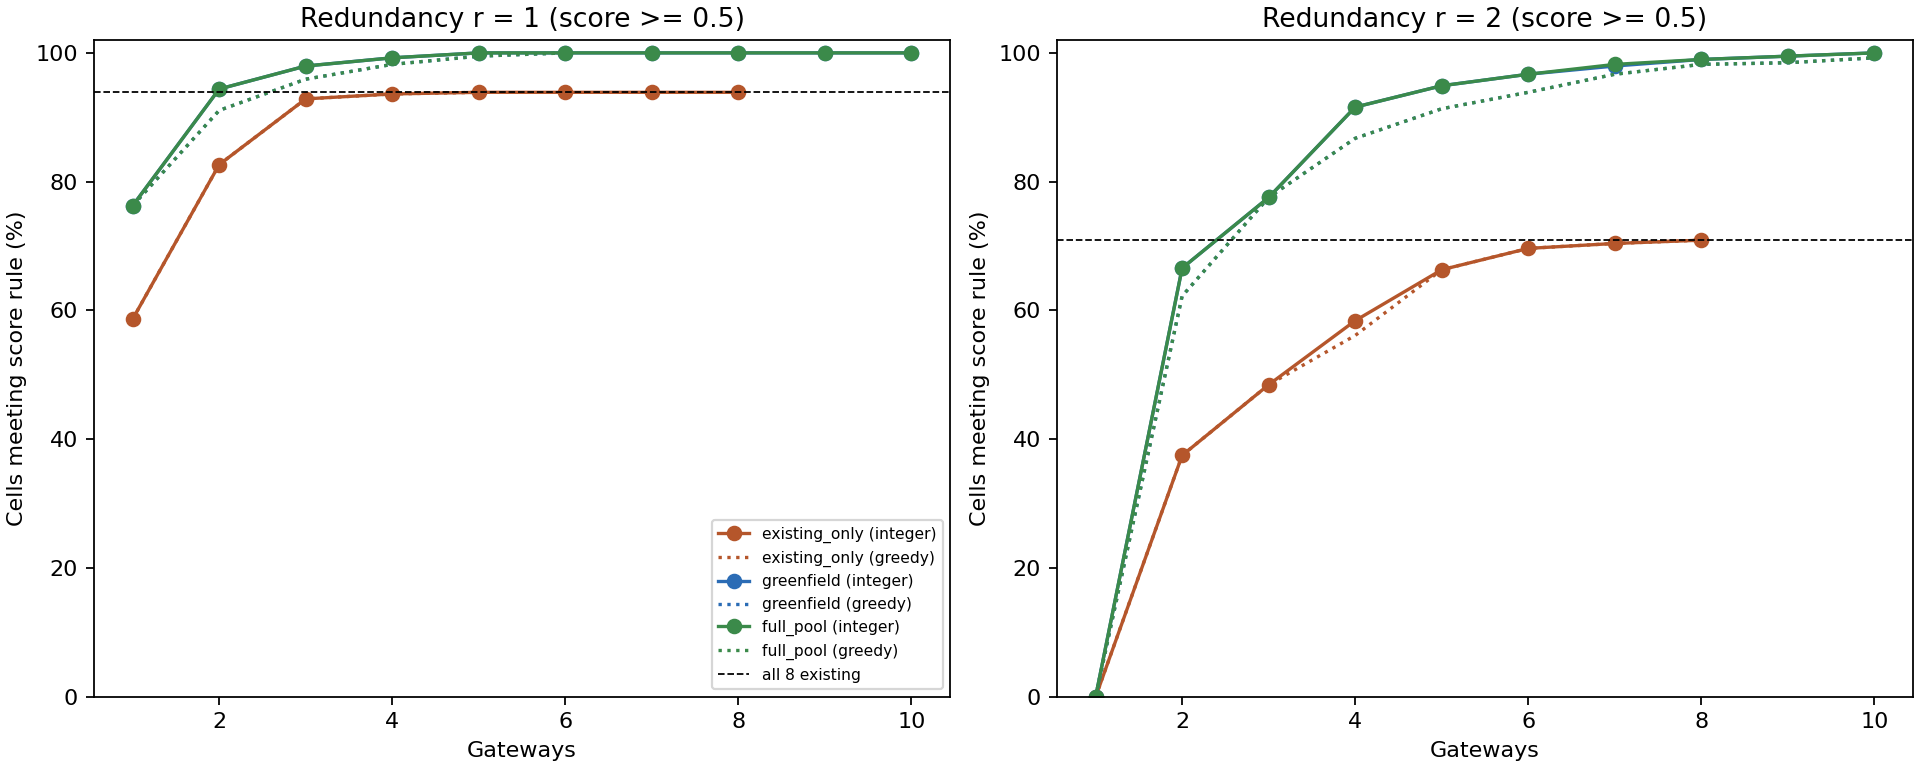 Redundancy r = 1 (score >= 0.5)
Cells meeting score rule (%)
100
80
60
40
20
0
2
4
6
8
10
Gateways
existing_only (integer)
existing_only (greedy)
greenfield (integer)
greenfield (greedy)
full_pool (integer)
full_pool (greedy)
all 8 existing
Redundancy r = 2 (score >= 0.5)
Cells meeting score rule (%)
100
80
60
40
20
0
2
4
6
8
10
Gateways